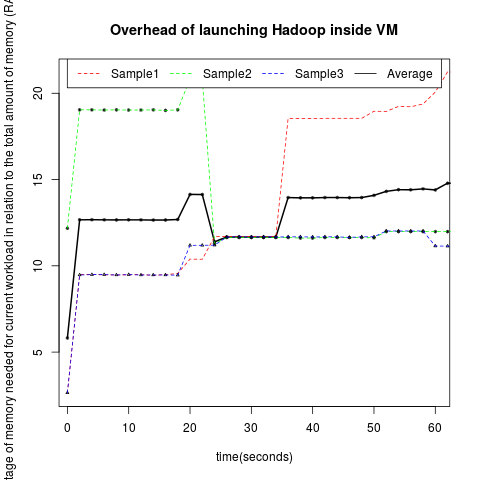 Overhead of launching Hadoop inside VM
Sample1 Sample2 Sample3 Average
tage of memory needed for current workload in relation to the total amount of memory (RA
20
15
10
5
0 10 20 30 40 50 60
time(seconds)